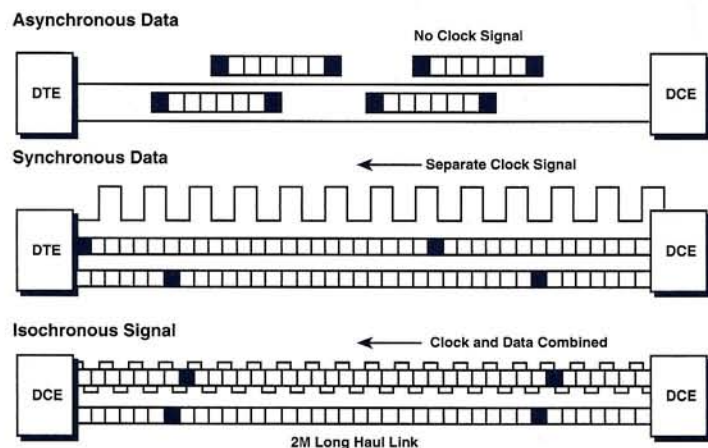 Asynchronous Data
No Clock Signal
DTE
DCE
Synchronous Data
Separate Clock Signal
DTE
DCE
Isochronous Signal
Clock and Data Combined
DCE
DCE
2M Long Haul Link